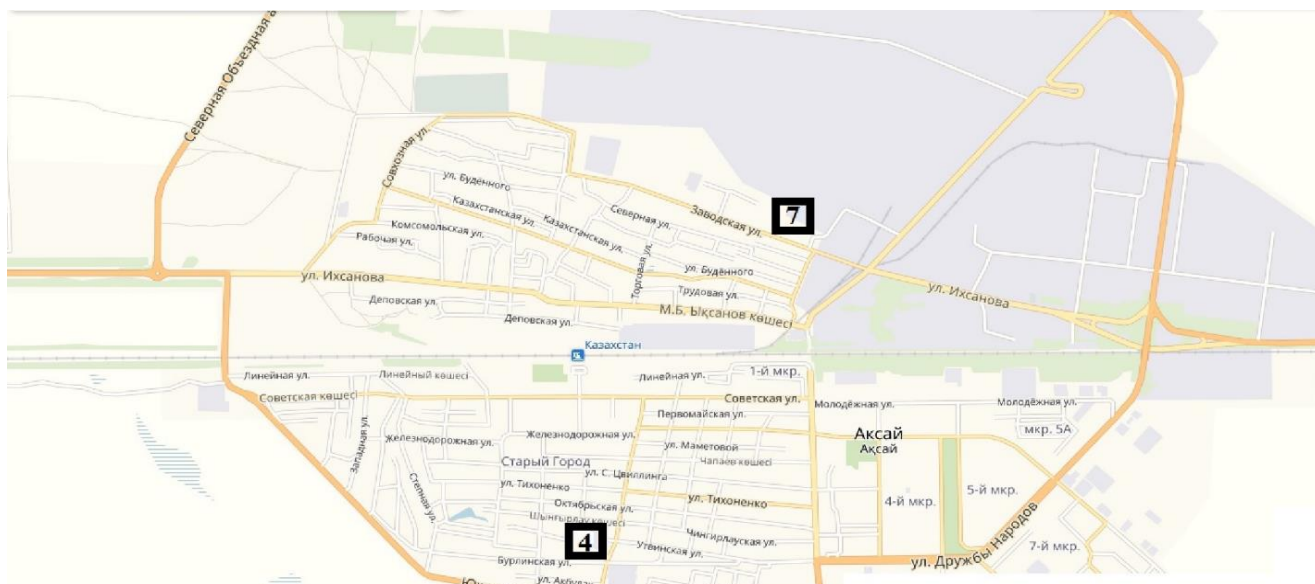 Северная Объездная а
Совхозная ул.
ул. Будённого
Казахстанская ул.
Казахстанская ул.
Северная ул.
Заводская ул.
7
Комсомольская ул.
Рабочая ул.
Торговая ул.
ул. Будённого
ул. Ихсанова
Трудовая ул.
ул. Ихсанова
Деповская ул.
М.Б. Ықсанов көшесі
Деповская ул.
Казахстан
Линейная ул.
Линейный көшесі
Линейная ул.
1-й мкр.
Советская көшесі
Советская ул.
Молодёжная ул.
Молодёжная ул.
Первомайская ул.
мкр. 5А
Аксай
Ақсай
Железнодорожная ул.
Железнодорожная ул.
ул. Маметовой
Чапаев көшесі
Западная ул.
Старый Город
ул. С. Цвиллинга
ул. Тихоненко
ул. Тихоненко
5-й мкр.
4-й мкр.
Степная ул.
Октябрьская ул.
Шыңғырлау көшесі
Чингирлауская ул.
4
Утвинская ул.
7-й мкр.
ул. Дружбы Народов
Бурлинская ул.